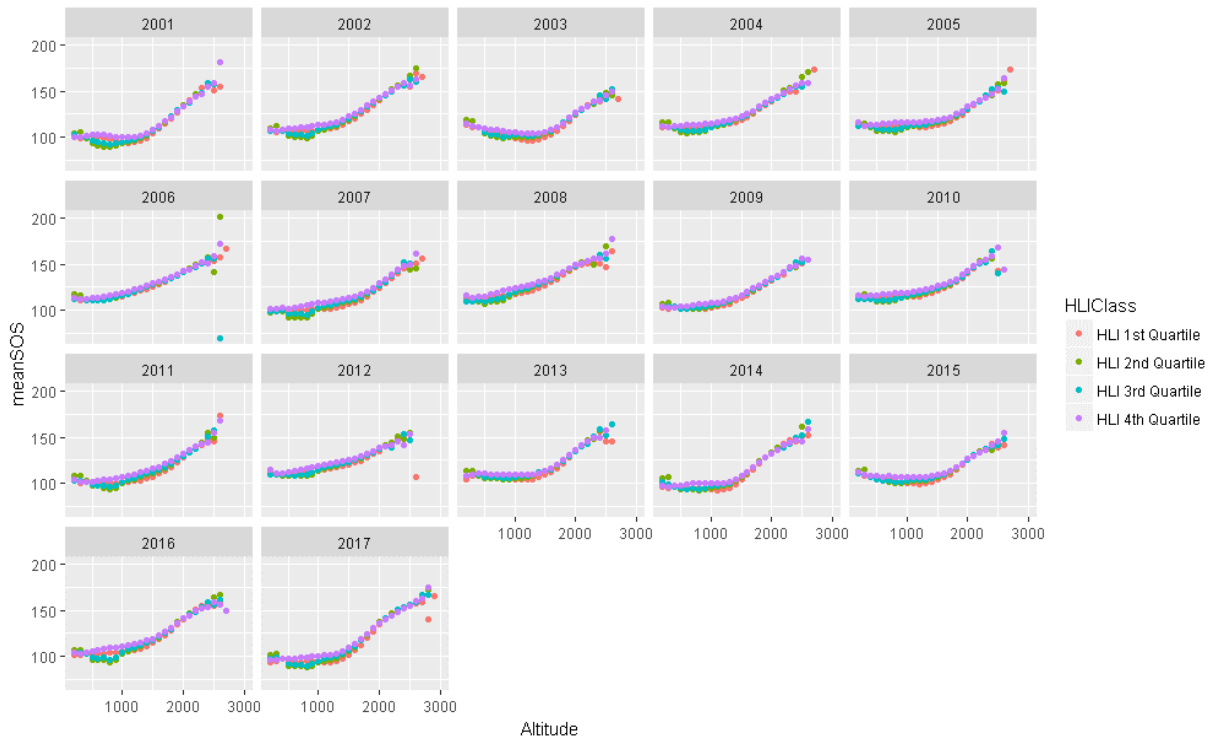 2001 2002 2003 2004 2005
200
150
100
2006 2007 2008 2009 2010
200
150
100
2011 2012 2013 2014 2015
200
150
100
1000 2000 3000 1000 2000 3000 1000 2000 3000
2016 2017
200
150
100
1000 2000 3000 1000 2000 3000
Altitude
meanSOS
HLIClass
HLI 1st Quartile
HLI 2nd Quartile
HLI 3rd Quartile
HLI 4th Quartile